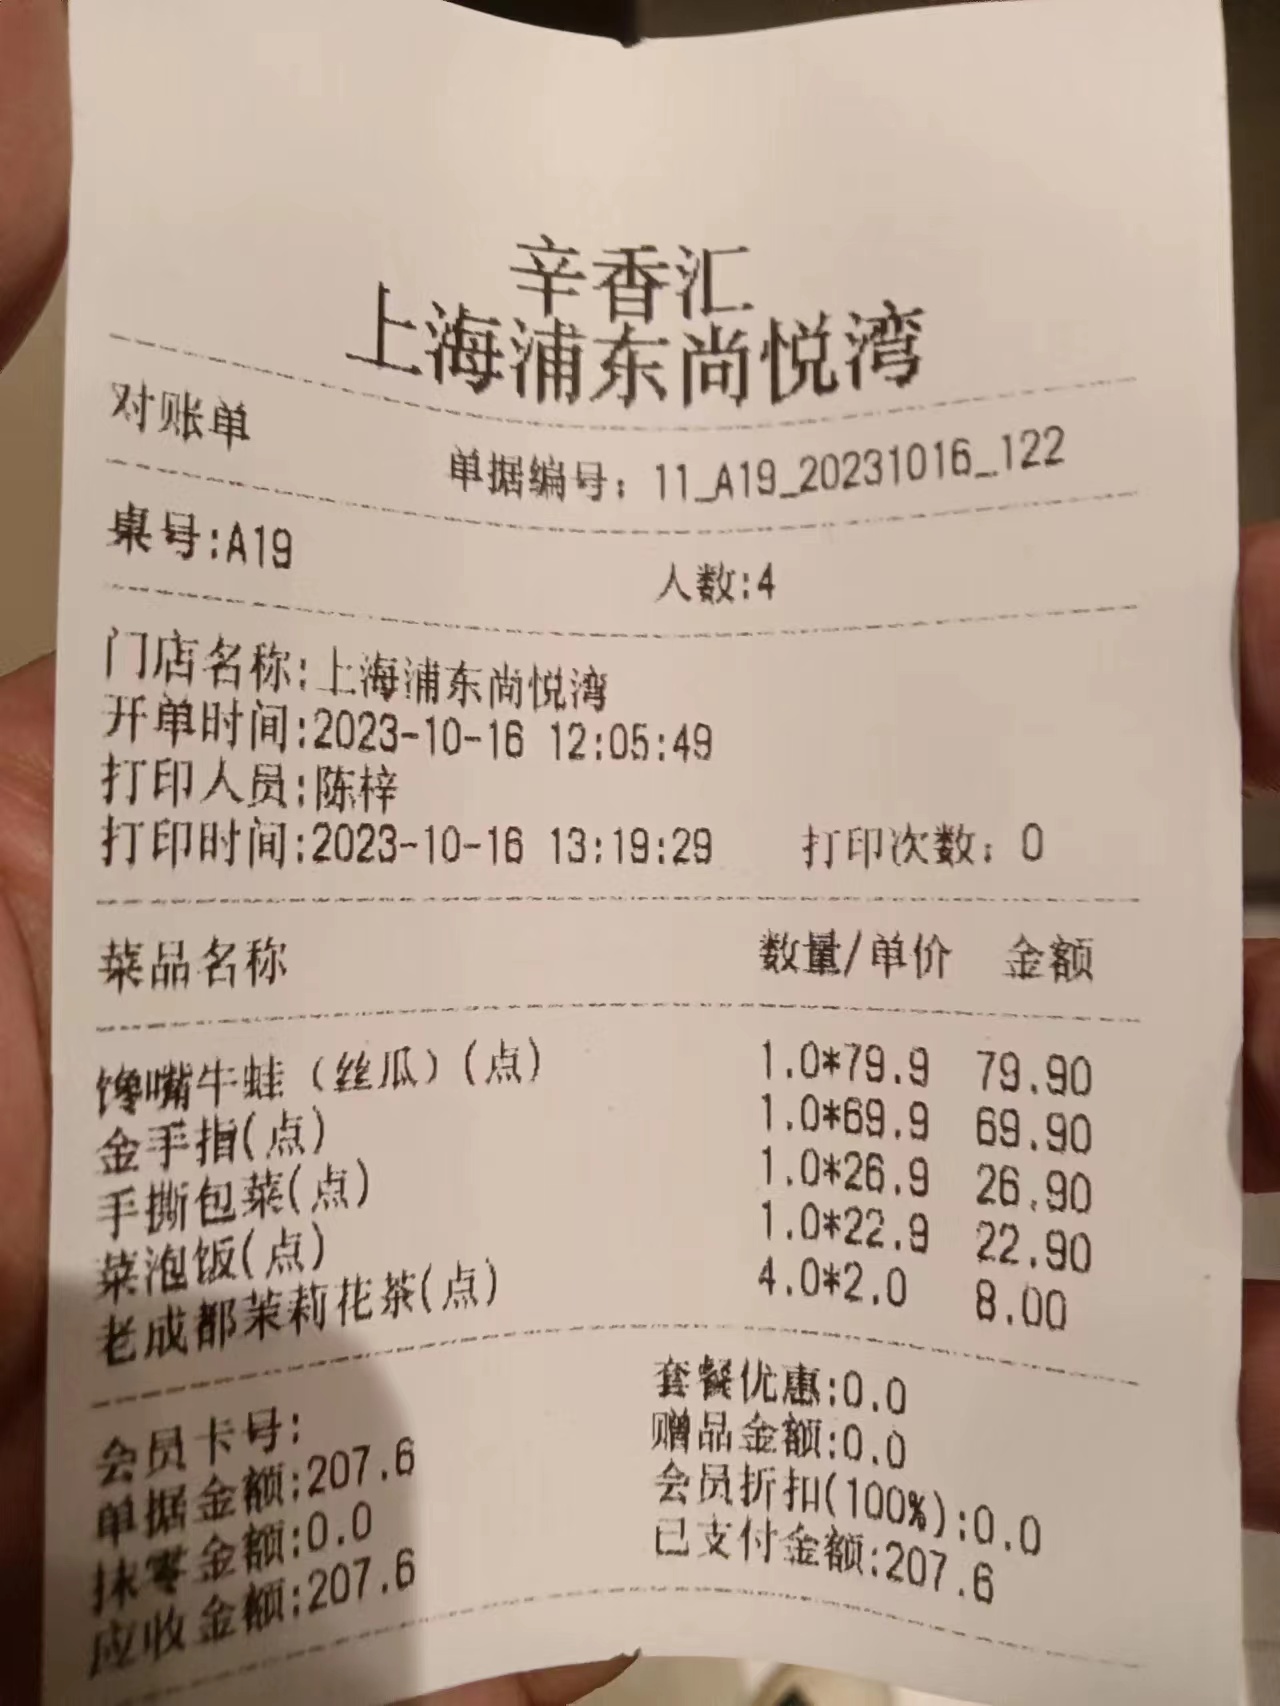 辛香汇
上海浦东尚悦湾
对账单
单据编号：11_A19_20231016_122
桌号:A19 人数:4
门店名称:上海浦东尚悦湾
开单时间:2023-10-16 12:05:49
打印人员:陈梓
打印时间:2023-10-16 13:19:29 打印次数：0
菜品名称 数量/单价 金额
馋嘴牛蛙（丝瓜）(点) 1.0*79.9 79.90
金手指(点) 1.0*69.9 69.90
手撕包菜(点) 1.0*26.9 26.90
菜泡饭(点) 1.0*22.9 22.90
老成都茉莉花茶(点) 4.0*2.0 8.00
会员卡号: 套餐优惠:0.0
单据金额:207.6 赠品金额:0.0
抹零金额:0.0 会员折扣(100%):0.0
应收金额:207.6 已支付金额:207.6